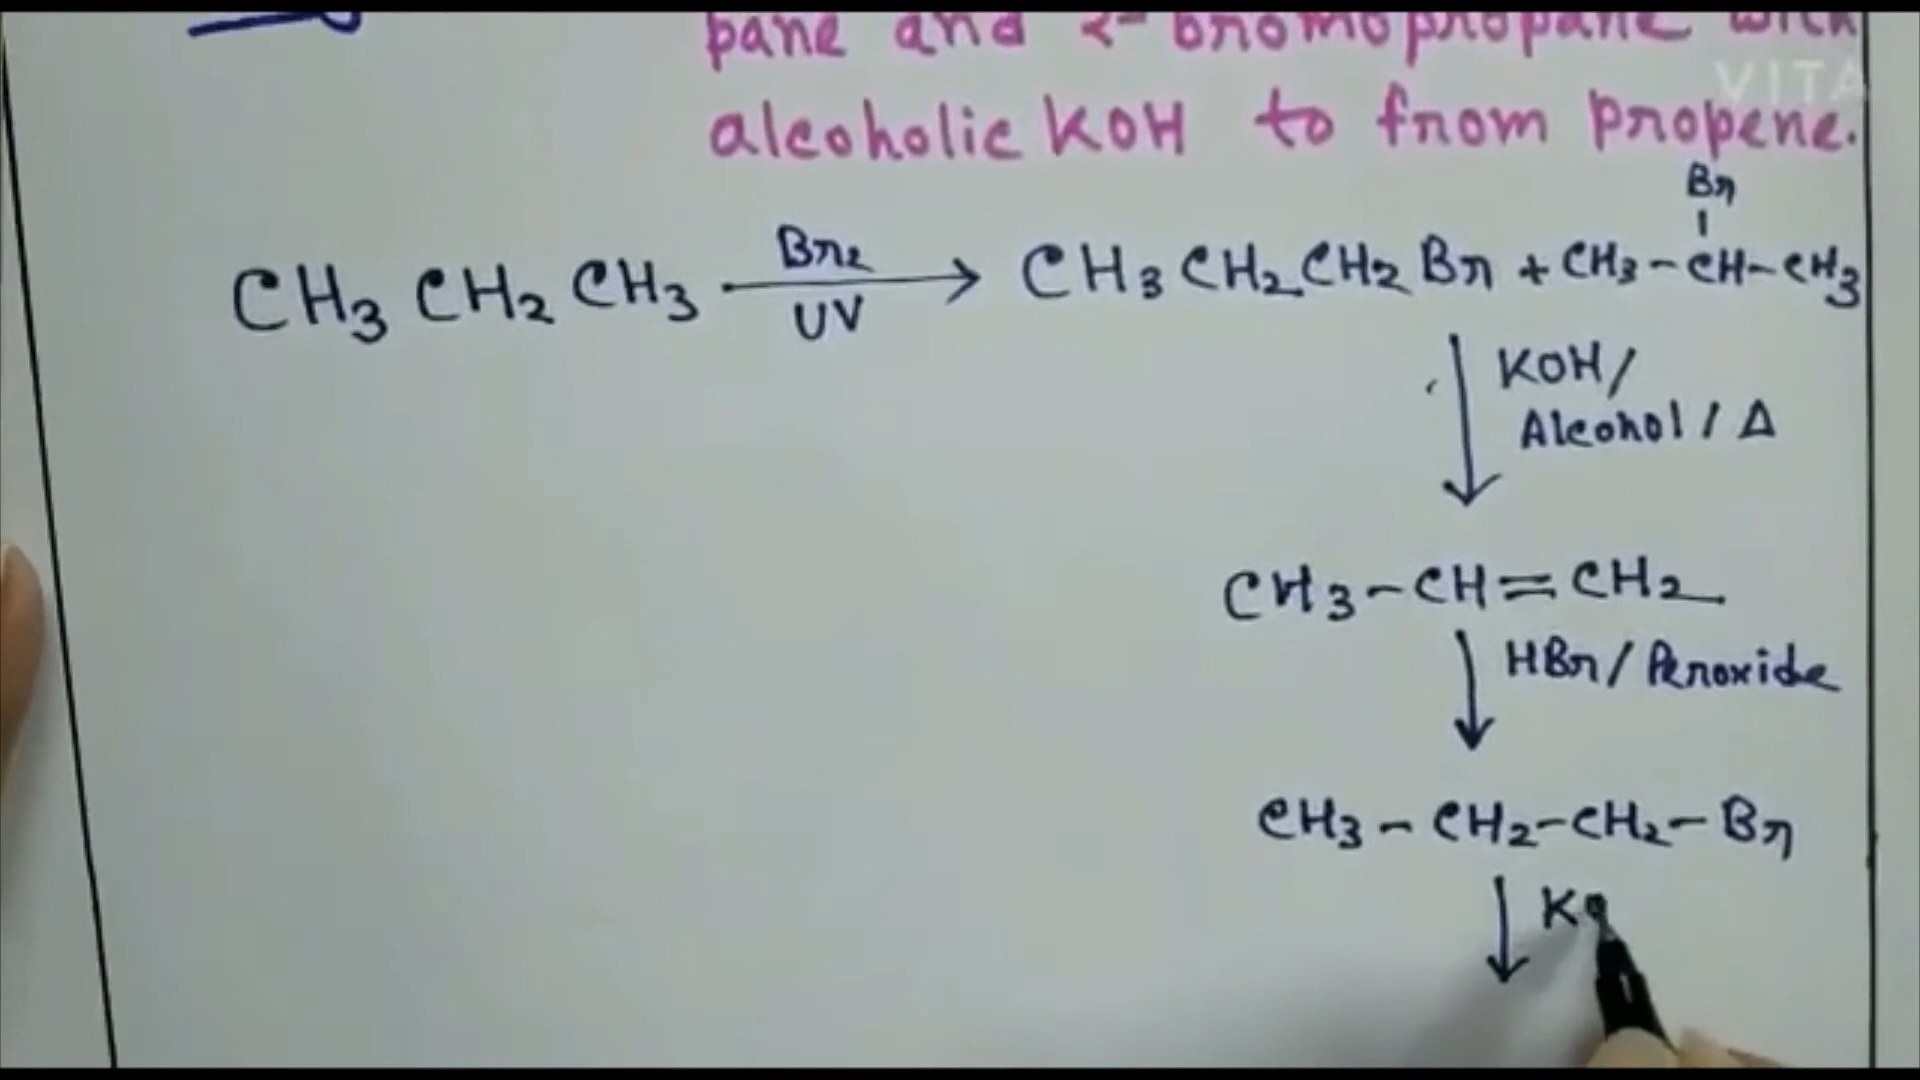 pane and 2-bromopropane with
alcoholic KOH to from propene.
VITA
Br
CH3 CH2 CH3 Br2 UV → CH3 CH2 CH2 Br + CH3 - CH - CH3
KOH/
Alcohol / Δ
CH3 - CH = CH2
HBr / Peroxide
CH3 - CH2 - CH2 - Br
K